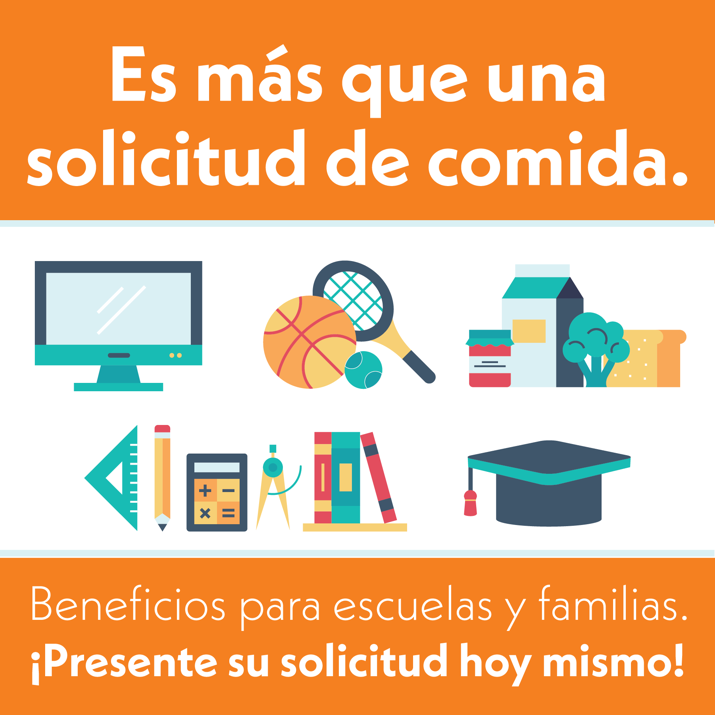 Es más que una
solicitud de comida.
Beneficios para escuelas y familias.
¡Presente su solicitud hoy mismo!